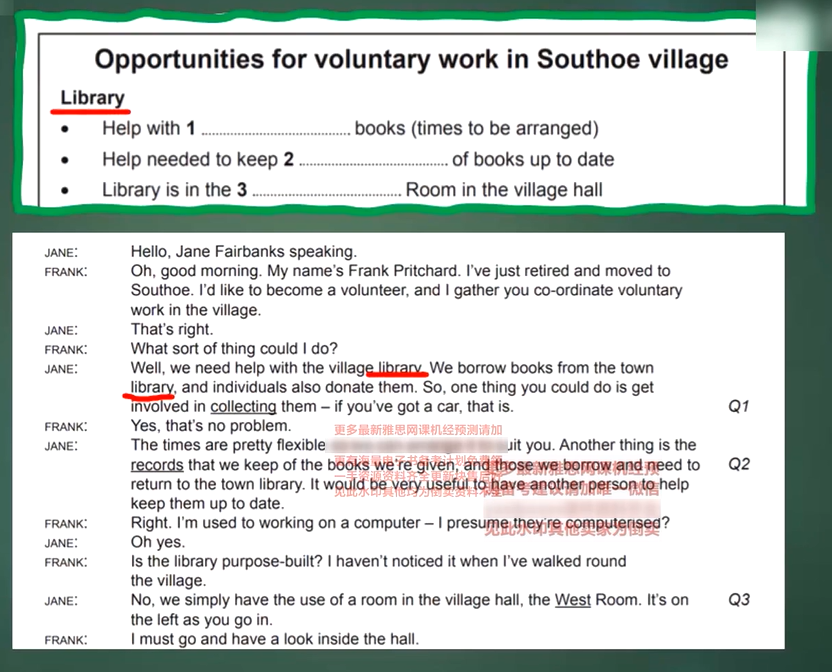 Opportunities for voluntary work in Southoe village
Library
• Help with 1 ........................................ books (times to be arranged)
• Help needed to keep 2 ........................................ of books up to date
• Library is in the 3 ........................................ Room in the village hall
JANE: Hello, Jane Fairbanks speaking.
FRANK: Oh, good morning. My name's Frank Pritchard. I've just retired and moved to
Southoe. I'd like to become a volunteer, and I gather you co-ordinate voluntary
work in the village.
JANE: That's right.
FRANK: What sort of thing could I do?
JANE: Well, we need help with the village library. We borrow books from the town
library, and individuals also donate them. So, one thing you could do is get
involved in collecting them – if you've got a car, that is. Q1
FRANK: Yes, that's no problem.
更多最新雅思网课机经预测请加
JANE: The times are pretty flexible uit you. Another thing is the
records that we keep of the books we're given, and those we borrow and need to Q2
return to the town library. It would be very useful to have another person to help
keep them up to date.
FRANK: Right. I'm used to working on a computer – I presume they're computerised?
见此水印其他卖家为倒卖
JANE: Oh yes.
FRANK: Is the library purpose-built? I haven't noticed it when I've walked round
the village.
JANE: No, we simply have the use of a room in the village hall, the West Room. It's on Q3
the left as you go in.
FRANK: I must go and have a look inside the hall.